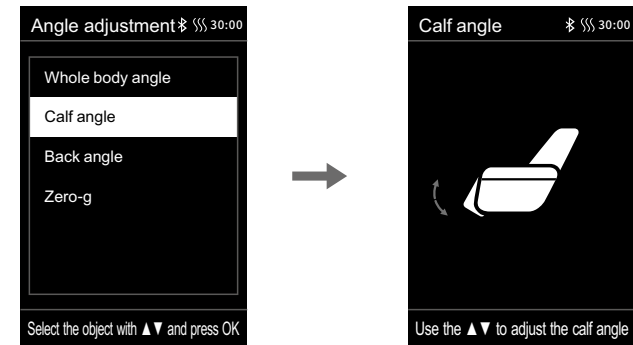 Angle adjustment 30:00
Whole body angle
Calf angle
Back angle
Zero-g
Select the object with ▲▼ and press OK
Calf angle 30:00
Use the ▲▼ to adjust the calf angle